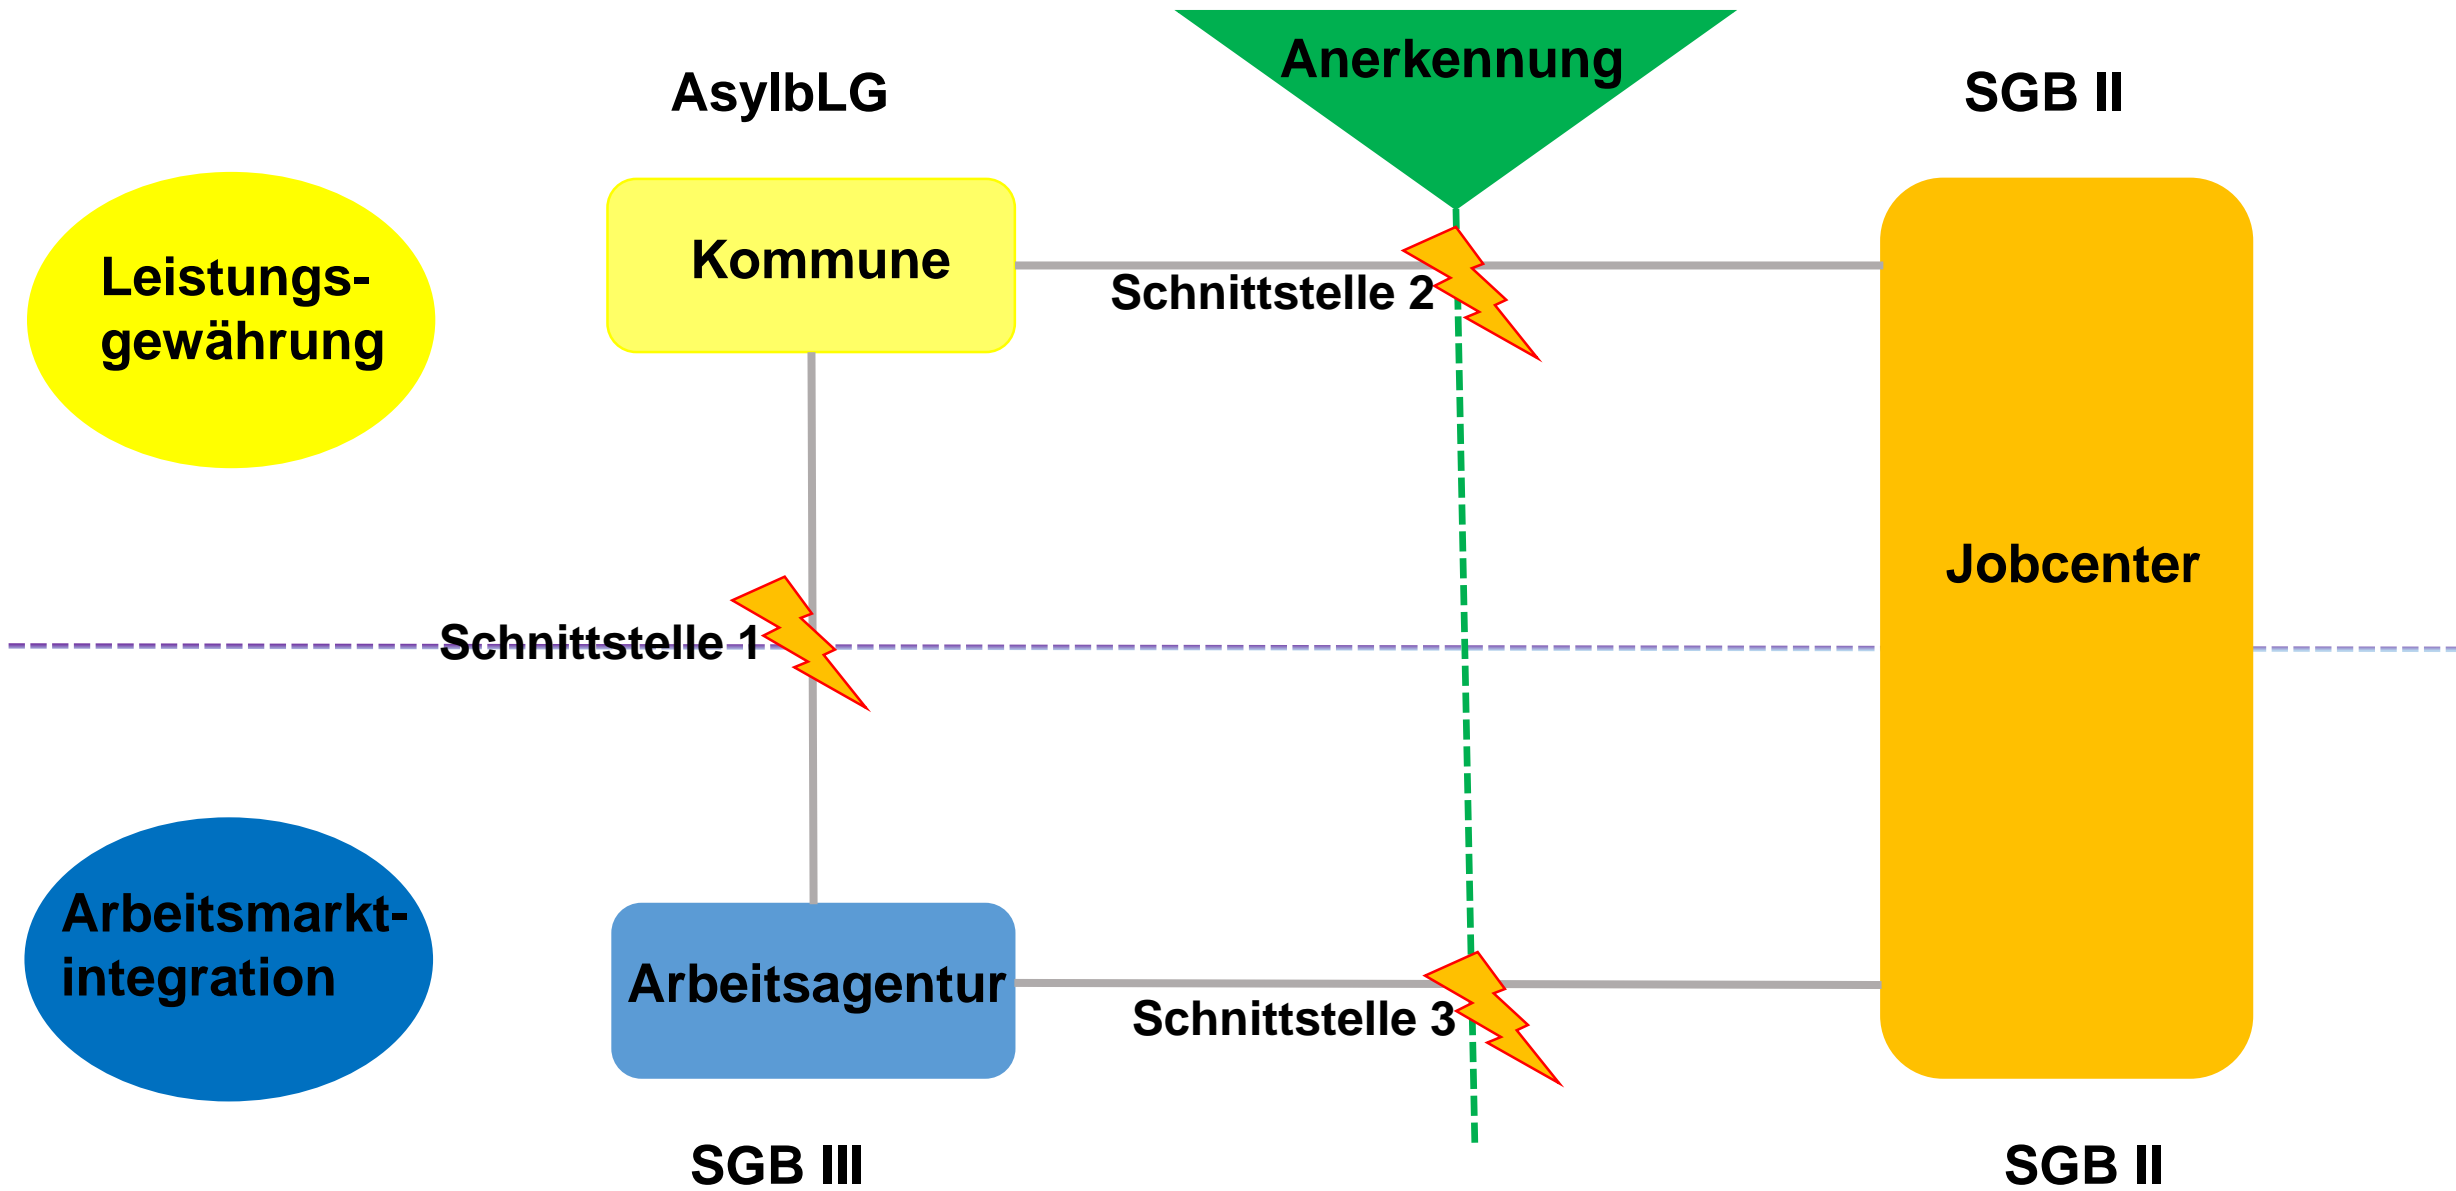 Anerkennung
AsylbLG
SGB II
Leistungs-
gewährung
Kommune
Schnittstelle 2
Jobcenter
Schnittstelle 1
Arbeitsmarkt-
integration
Arbeitsagentur
Schnittstelle 3
SGB III
SGB II